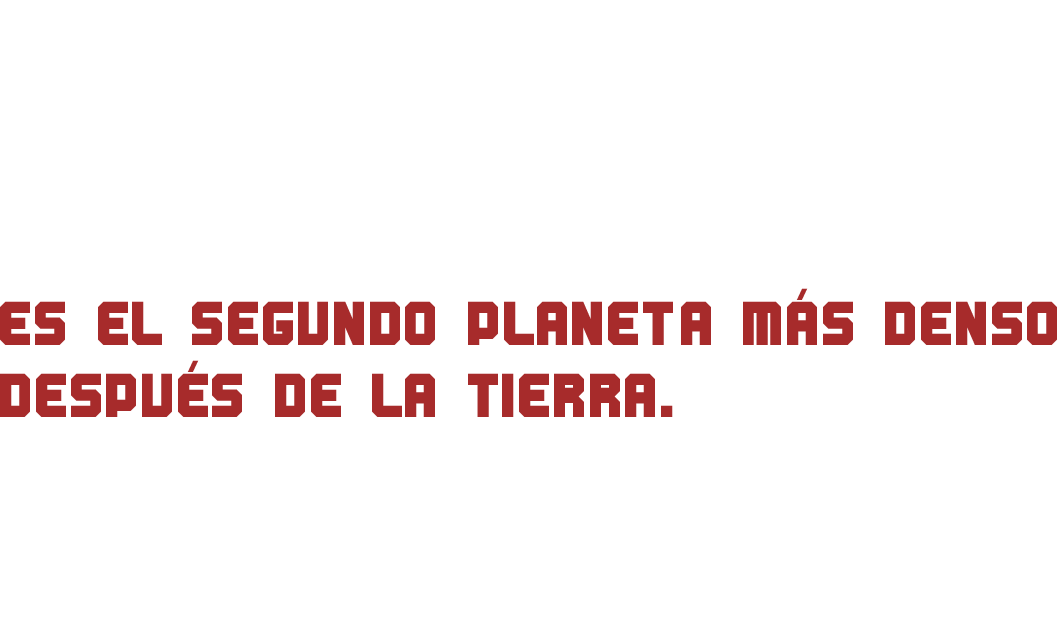 ES EL SEGUNDO PLANETA MÁS DENSO
DESPUÉS DE LA TIERRA.